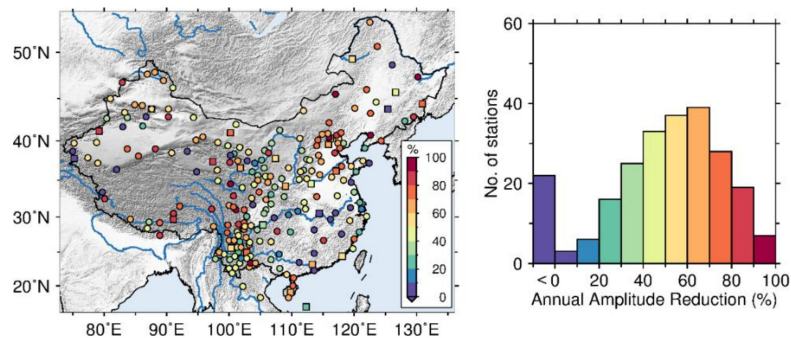 50˚N
40˚N
30˚N
20˚N
80˚E
90˚E
100˚E
110˚E
120˚E
130˚E
%
100
80
60
40
20
0
60
40
20
0
No. of stations
< 0
20
40
60
80
100
Annual Amplitude Reduction (%)